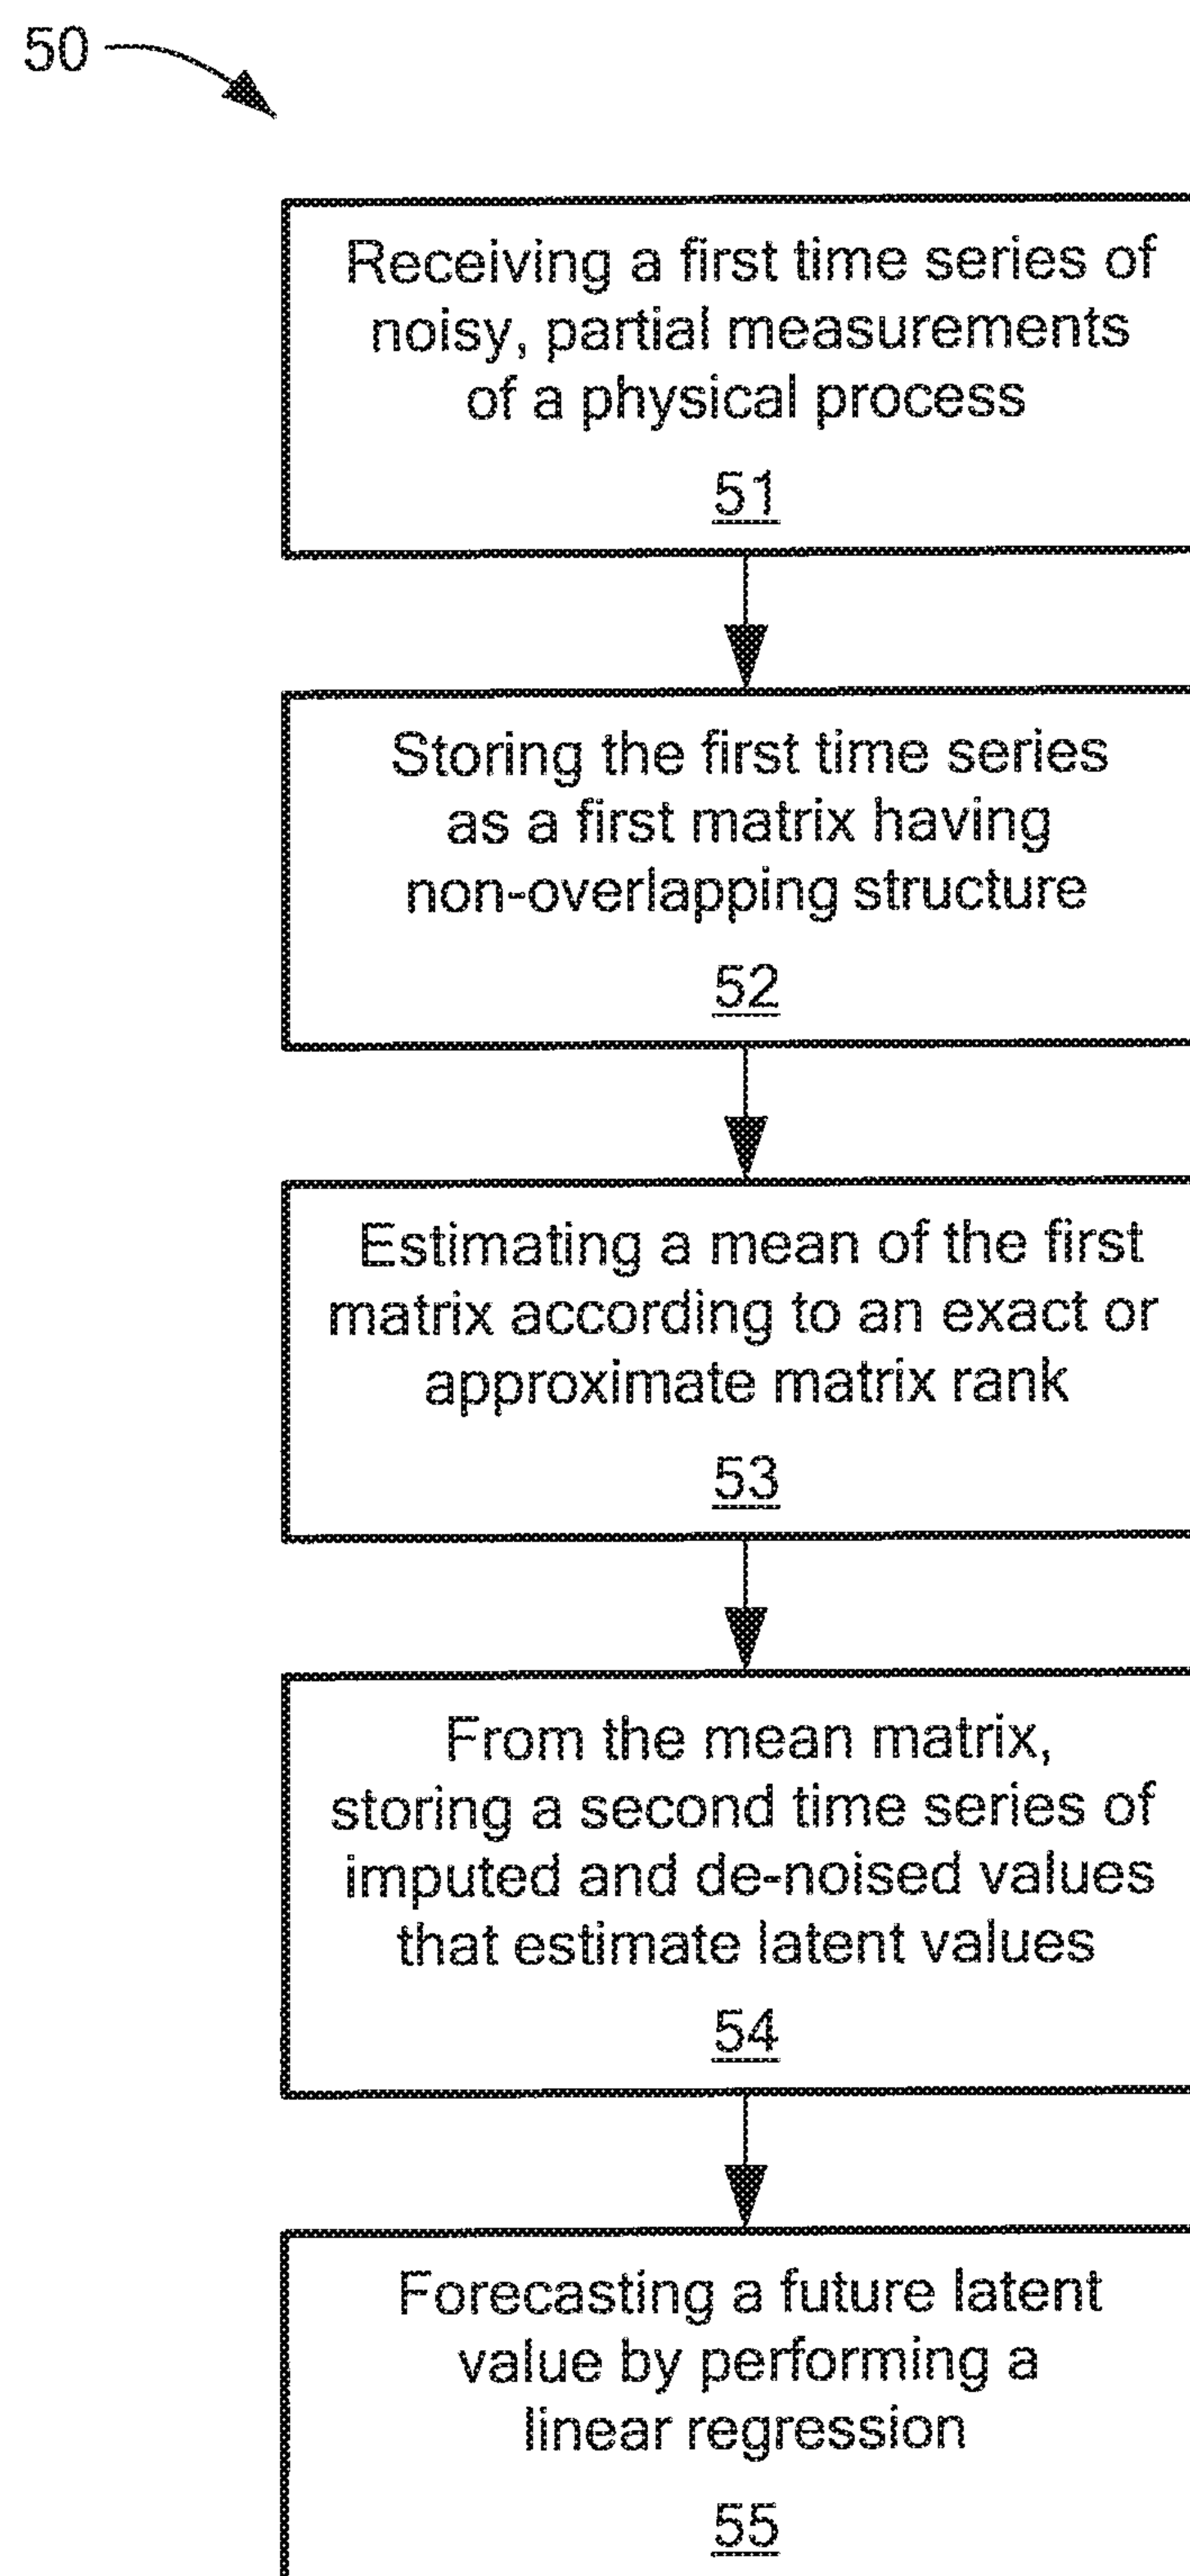 50
Receiving a first time series of
noisy, partial measurements
of a physical process
51
Storing the first time series
as a first matrix having
non-overlapping structure
52
Estimating a mean of the first
matrix according to an exact or
approximate matrix rank
53
From the mean matrix,
storing a second time series of
imputed and de-noised values
that estimate latent values
54
Forecasting a future latent
value by performing a
linear regression
55